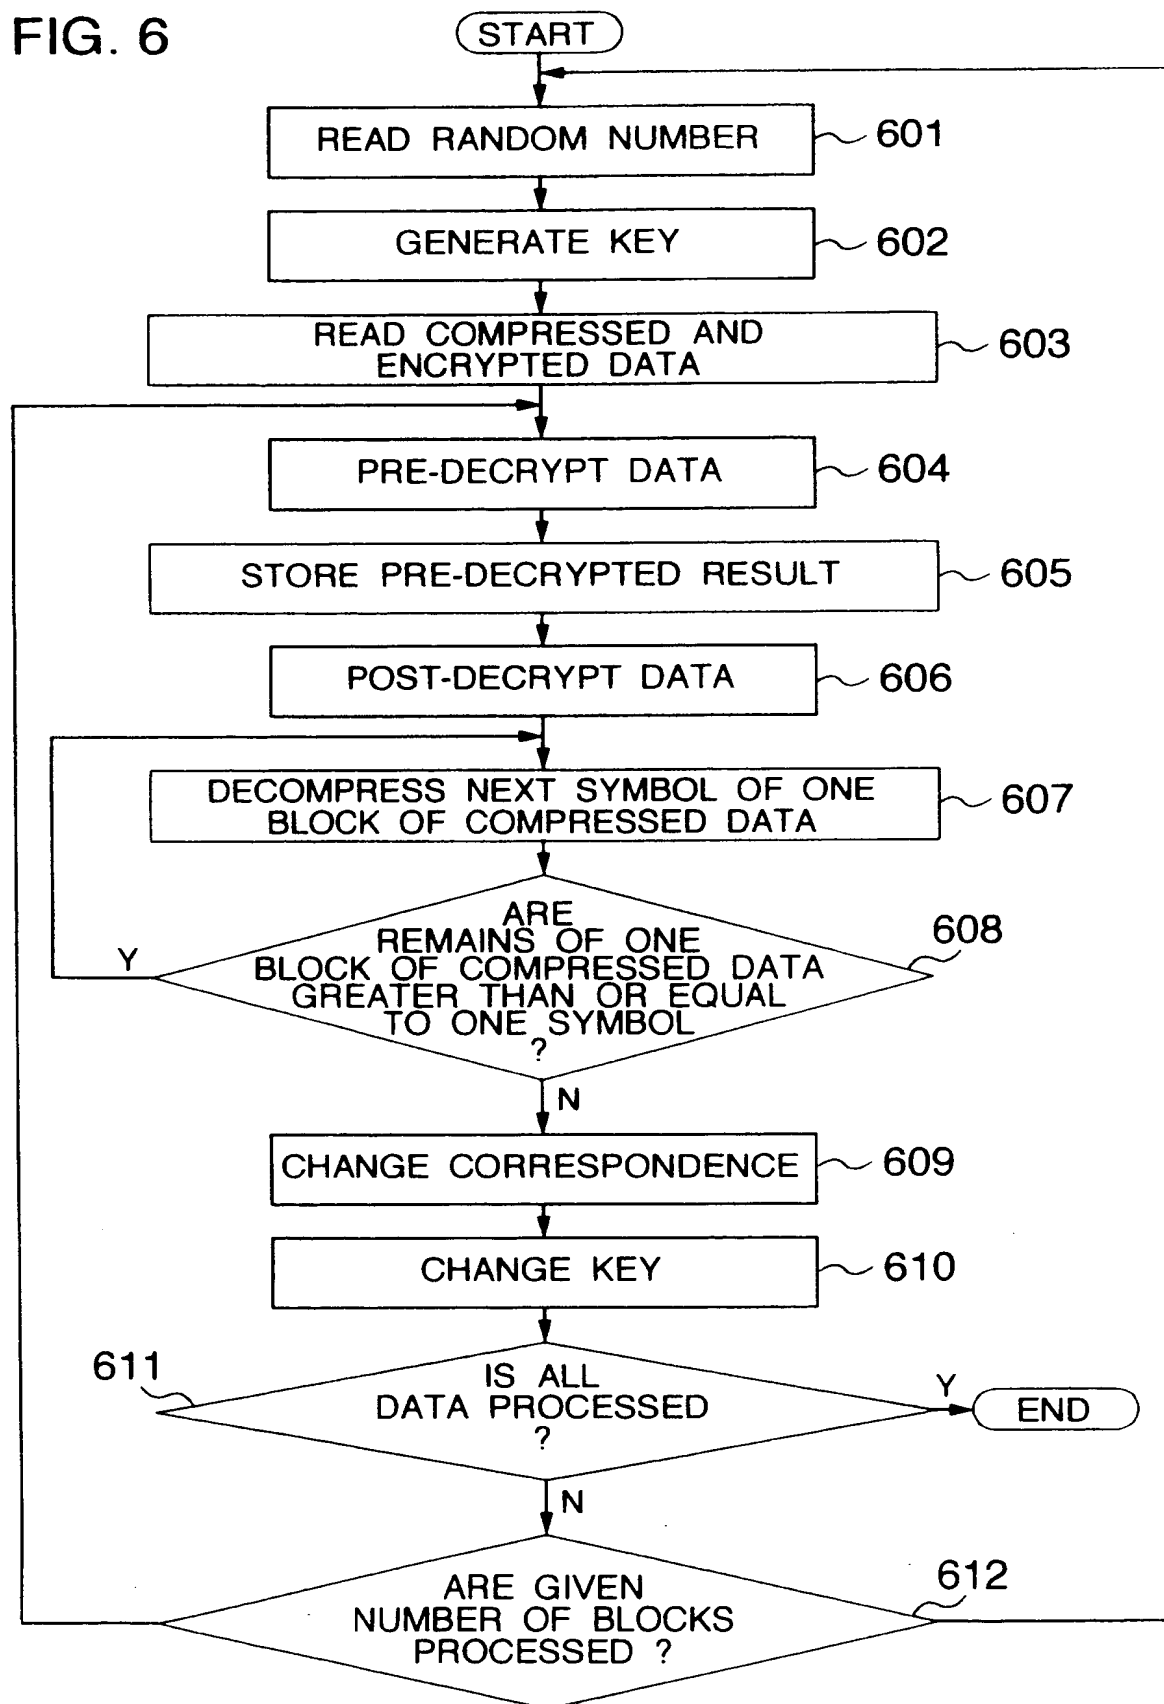 FIG. 6
START
READ RANDOM NUMBER
601
GENERATE KEY
602
READ COMPRESSED AND
ENCRYPTED DATA
603
PRE-DECRYPT DATA
604
STORE PRE-DECRYPTED RESULT
605
POST-DECRYPT DATA
606
DECOMPRESS NEXT SYMBOL OF ONE
BLOCK OF COMPRESSED DATA
607
ARE
REMAINS OF ONE
BLOCK OF COMPRESSED DATA
GREATER THAN OR EQUAL
TO ONE SYMBOL
?
608
Y
N
CHANGE CORRESPONDENCE
609
CHANGE KEY
610
611
IS ALL
DATA PROCESSED
?
Y
END
N
ARE GIVEN
NUMBER OF BLOCKS
PROCESSED ?
612